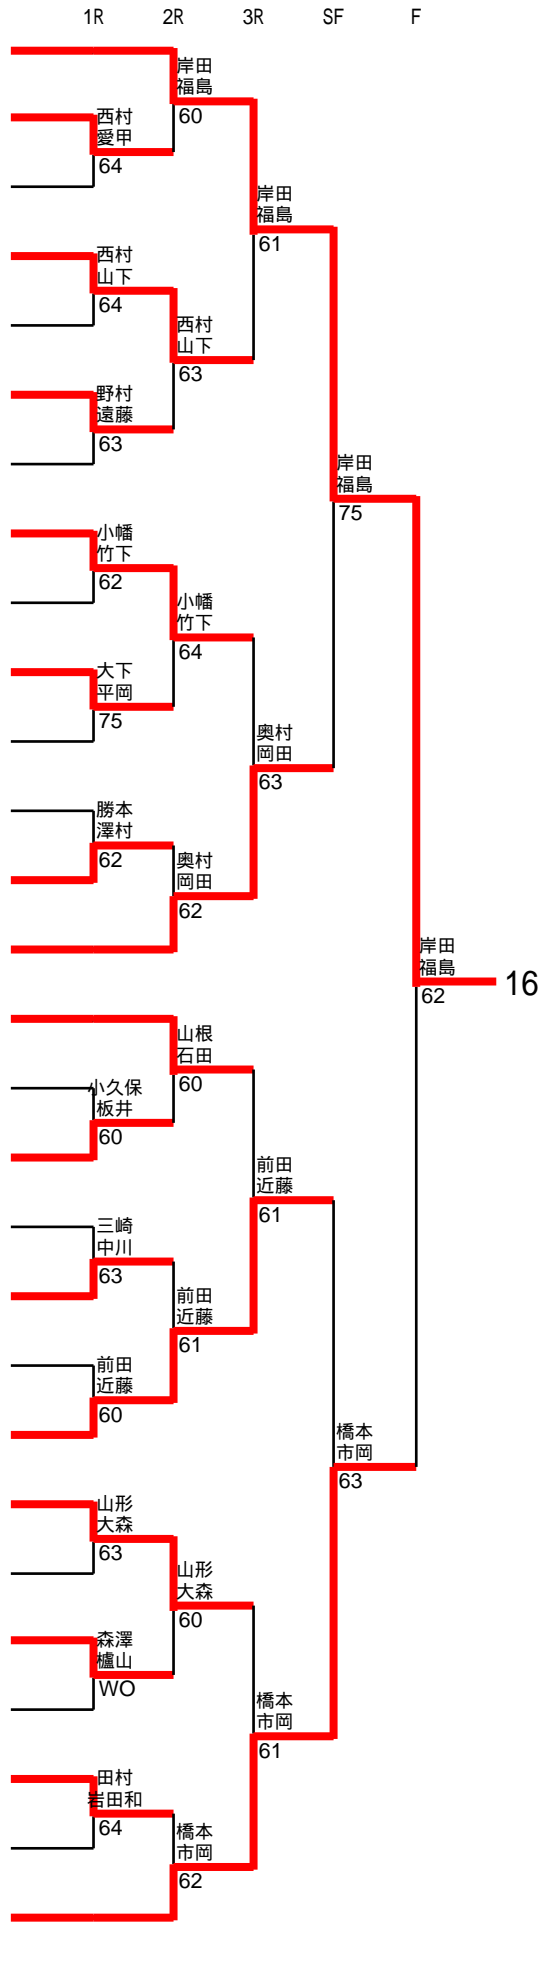 1R 2R 3R SF F
岸田
福島
60
西村
愛甲
64
岸田
福島
61
西村
山下
64
西村
山下
63
野村
遠藤
63
岸田
福島
75
小幡
竹下
62
小幡
竹下
64
大下
平岡
75
奥村
岡田
63
勝本
澤村
62
奥村
岡田
62
岸田
福島
62
16
山根
石田
60
小久保
板井
60
前田
近藤
61
三崎
中川
63
前田
近藤
61
前田
近藤
60
橋本
市岡
63
山形
大森
63
山形
大森
60
森澤
櫨山
WO
橋本
市岡
61
田村
岩田和
64
橋本
市岡
62